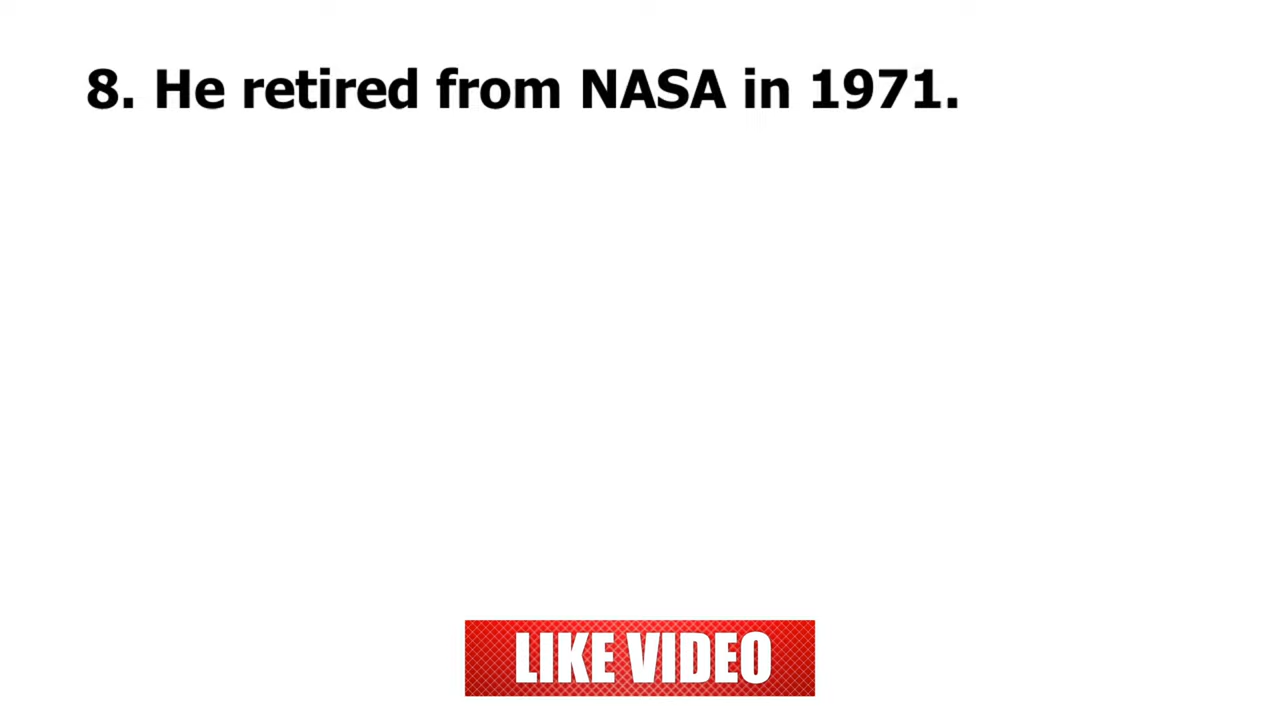 8. He retired from NASA in 1971.
LIKE VIDEO